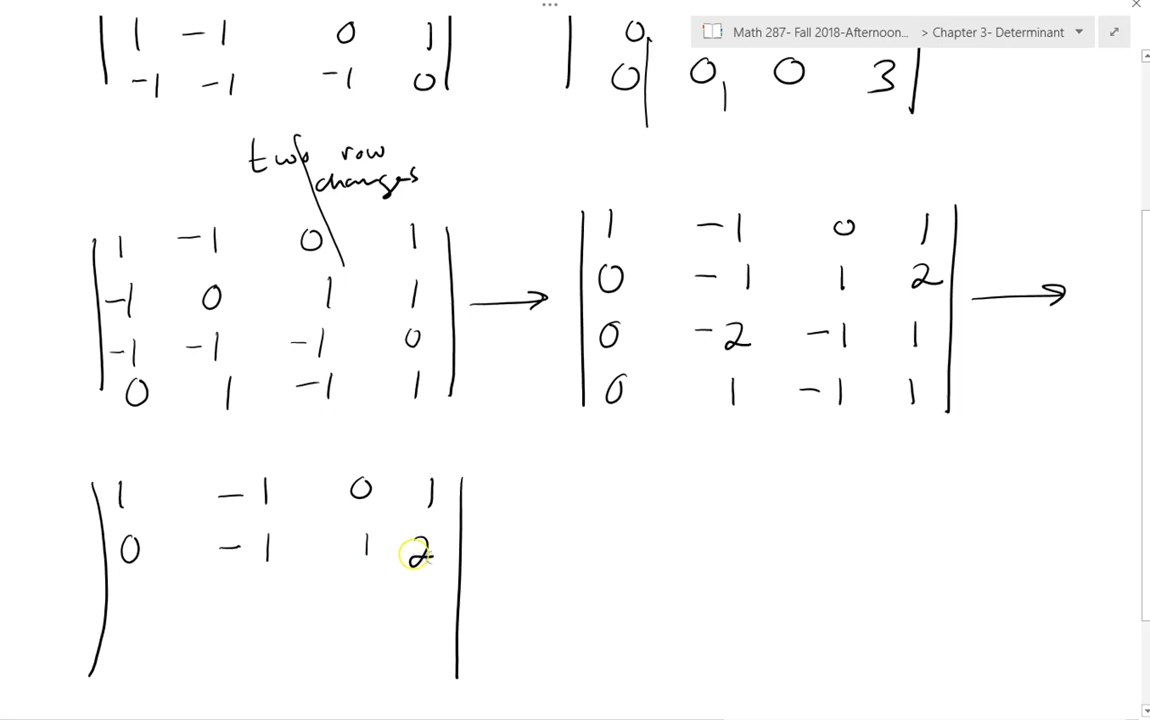 Math 287- Fall 2018-Afternoon... > Chapter 3- Determinant
1 -1 0 1
-1 -1 -1 0
0
0 0 0 3
two row
changes
1 -1 0 1
-1 0 1 1
-1 -1 -1 0
0 1 -1 1
1 -1 0 1
0 -1 1 2
0 -2 -1 1
0 1 -1 1
1 -1 0 1
0 -1 1 2